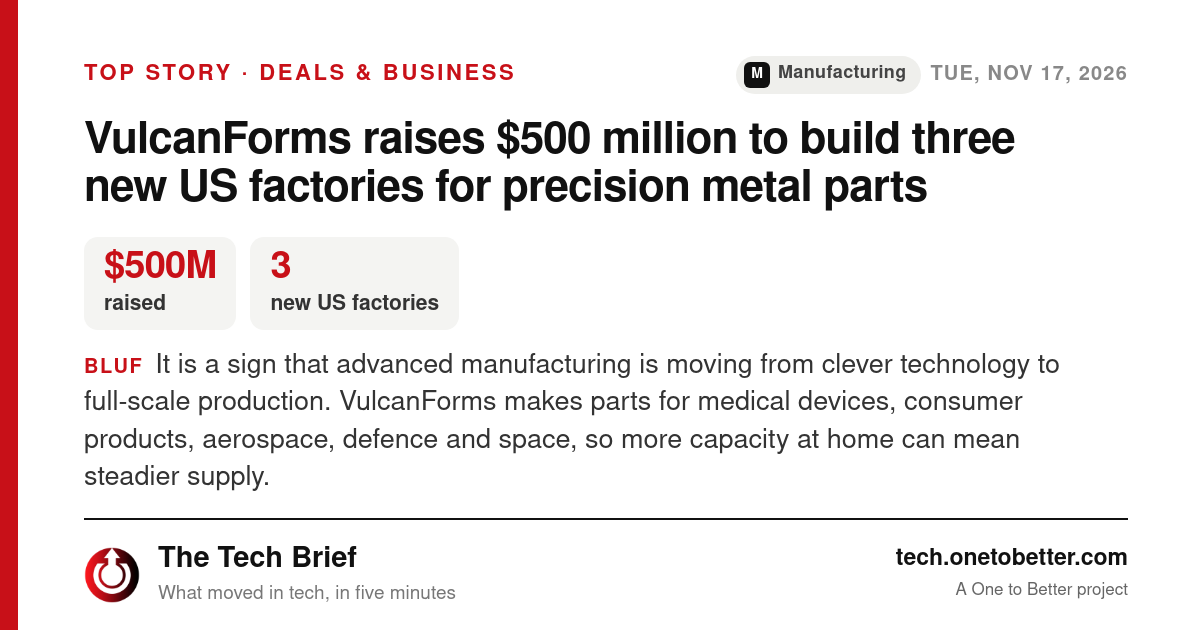 TOP STORY · DEALS & BUSINESS
M Manufacturing TUE, NOV 17, 2026
VulcanForms raises $500 million to build three
new US factories for precision metal parts
$500M
raised
3
new US factories
BLUF It is a sign that advanced manufacturing is moving from clever technology to
full-scale production. VulcanForms makes parts for medical devices, consumer
products, aerospace, defence and space, so more capacity at home can mean
steadier supply.
The Tech Brief
What moved in tech, in five minutes
tech.onetobetter.com
A One to Better project